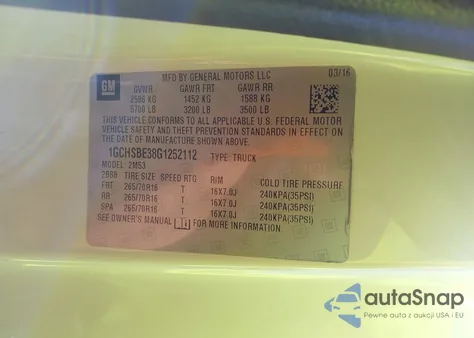 GM
MFD BY GENERAL MOTORS LLC
03/16
GVWR GAWR FRT GAWR RR
2586 KG 1452 KG 1588 KG
5700 LB 3200 LB 3500 LB
THIS VEHICLE CONFORMS TO ALL APPLICABLE U.S. FEDERAL MOTOR
VEHICLE SAFETY AND THEFT PREVENTION STANDARDS IN EFFECT ON
THE DATE OF MANUFACTURE SHOWN ABOVE.
1GCHSBE38G1252112 TYPE: TRUCK
MODEL: 2M53
2888 TIRE SIZE SPEED RTG RIM COLD TIRE PRESSURE
FRT 265/70R16 T 16X7.0J 240KPA(35PSI)
RR 265/70R16 T 16X7.0J 240KPA(35PSI)
SPA 265/70R16 T 16X7.0J 240KPA(35PSI)
SEE OWNER'S MANUAL FOR MORE INFORMATION.
autaSnap
Pewne auta z aukcji USA i EU